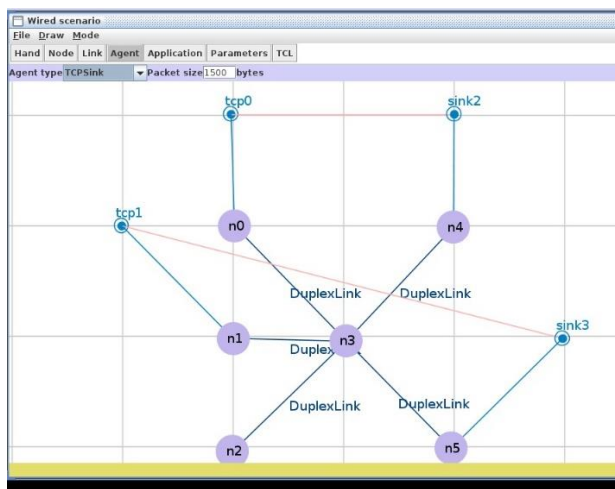 Wired scenario
File Draw Mode
Hand Node Link Agent Application Parameters TCL
Agent type TCPSink Packet size 1500 bytes
tcp0
sink2
tcp1
n0
n4
DuplexLink
DuplexLink
sink3
n1
Duplex
n3
DuplexLink
DuplexLink
n2
n5